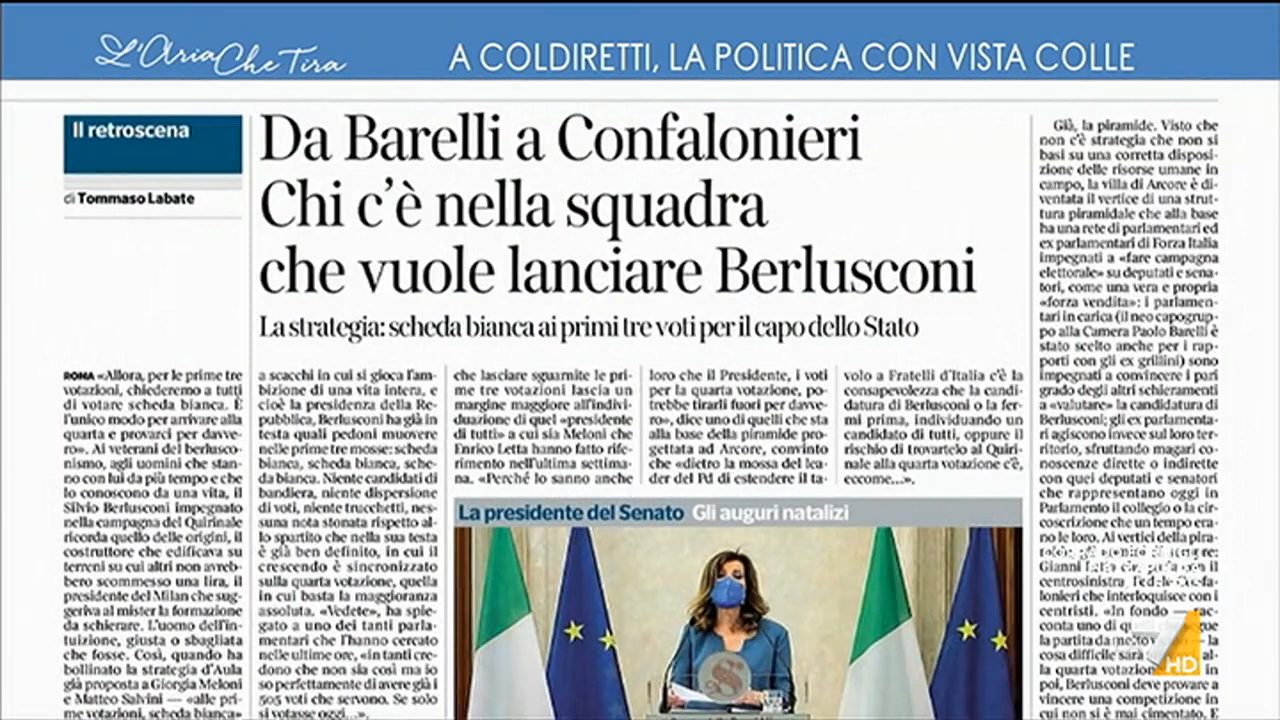 L'Aria Che Tira
A COLDIRETTI, LA POLITICA CON VISTA COLLE
Il retroscena
di Tommaso Labate
Da Barelli a Confalonieri
Chi c'è nella squadra
che vuole lanciare Berlusconi
La strategia: scheda bianca ai primi tre voti per il capo dello Stato
ROMA «Allora, per le prime tre
votazioni, chiederemo a tutti
di votare scheda bianca. È
l'unico modo per arrivare alla
quarta e provarci per davve-
ro». Ai veterani del berlusco-
nismo, agli uomini che stan-
no con lui da più tempo e che
lo conoscono da una vita, il
Silvio Berlusconi impegnato
nella campagna del Quirinale
ricorda quello delle origini, il
costruttore che edificava su
terreni su cui altri non avreb-
bero scommesso una lira, il
presidente del Milan che sug-
geriva al mister la formazione
da schierare. L'uomo dell'in-
tuizione, giusta o sbagliata
che fosse. Così, quando ha
bollinato la strategia d'Aula
già proposta a Giorgia Meloni
e Matteo Salvini — «alle pri-
me votazioni, scheda bianca»
a scacchi in cui si gioca l'am-
bizione di una vita intera, e
cioè la presidenza della Re-
pubblica, Berlusconi ha già in
testa quali pedoni muovere
nelle prime tre mosse: scheda
bianca, scheda bianca, sche-
da bianca. Niente candidati di
bandiera, niente dispersione
di voti, niente trucchetti, nes-
suna nota stonata rispetto al-
lo spartito che nella sua testa
è già ben definito, in cui il
crescendo è sincronizzato
sulla quarta votazione, quella
in cui basta la maggioranza
assoluta. «Vedete», ha spie-
gato a uno dei tanti parla-
mentari che l'hanno cercato
nelle ultime ore, «in tanti cre-
dono che non sia così ma io
so perfettamente di avere già i
505 voti che servono. Se solo
si votasse oggi...».
che lasciare sguarnite le pri-
me tre votazioni lascia un
margine maggiore all'indivi-
duazione di quel «presidente
di tutti» a cui sia Meloni che
Enrico Letta hanno fatto rife-
rimento nell'ultima settima-
na. «Perché lo sanno anche
loro che il Presidente, i voti
per la quarta votazione, po-
trebbe tirarli fuori per davve-
ro», dice uno di quelli che sta
alla base della piramide pro-
gettata ad Arcore, convinto
che «dietro la mossa del lea-
der del Pd di estendere il ta-
volo a Fratelli d'Italia c'è la
consapevolezza che la candi-
datura di Berlusconi o la fer-
mi prima, individuando un
candidato di tutti, oppure il
rischio di trovartelo al Quiri-
nale alla quarta votazione c'è,
eccome...».
La presidente del Senato Gli auguri natalizi
Già, la piramide. Visto che
non c'è strategia che non si
basi su una corretta disposi-
zione delle risorse umane in
campo, la villa di Arcore è di-
ventata il vertice di una strut-
tura piramidale che alla base
ha una rete di parlamentari ed
ex parlamentari di Forza Italia
impegnati a «fare campagna
elettorale» su deputati e sena-
tori, come una vera e propria
«forza vendita»: i parlamen-
tari in carica (il neo capogrup-
po alla Camera Paolo Barelli è
stato scelto anche per i rap-
porti con gli ex grillini) sono
impegnati a convincere i pari
grado degli altri schieramenti
a «valutare» la candidatura di
Berlusconi; gli ex parlamenta-
ri agiscono invece sul loro ter-
ritorio, sfruttando magari co-
noscenze dirette o indirette
con quei deputati e senatori
che rappresentano oggi in
Parlamento il collegio o la cir-
coscrizione che un tempo era-
no le loro. Ai vertici della pira-
Gianni con il
centrosinistra, Confa-
lonieri che interloquisce con i
centristi. «In fondo —
conta uno di
la partita da — la
cosa difficile sarà al-
la quarta votazion in
poi, Berlusconi deve provare a
vincere una competizione in
cui non si è mai cimentato. E
7 HD